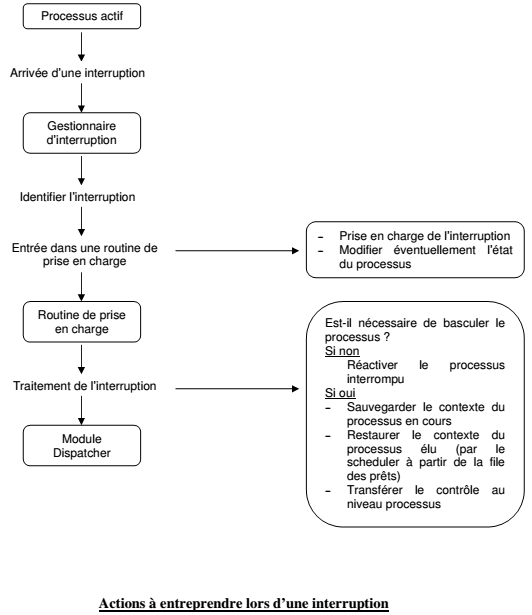 Processus actif
Arrivée d'une interruption
Gestionnaire
d'interruption
Identifier l'interruption
Entrée dans une routine de
prise en charge
- Prise en charge de l'interruption
- Modifier éventuellement l'état
du processus
Routine de prise
en charge
Traitement de l'interruption
Module
Dispatcher
Est-il nécessaire de basculer le
processus ?
Si non
Réactiver le processus
interrompu
Si oui
- Sauvegarder le contexte du
processus en cours
- Restaurer le contexte du
processus élu (par le
scheduler à partir de la file
des prêts)
- Transférer le contrôle au
niveau processus
Actions à entreprendre lors d'une interruption